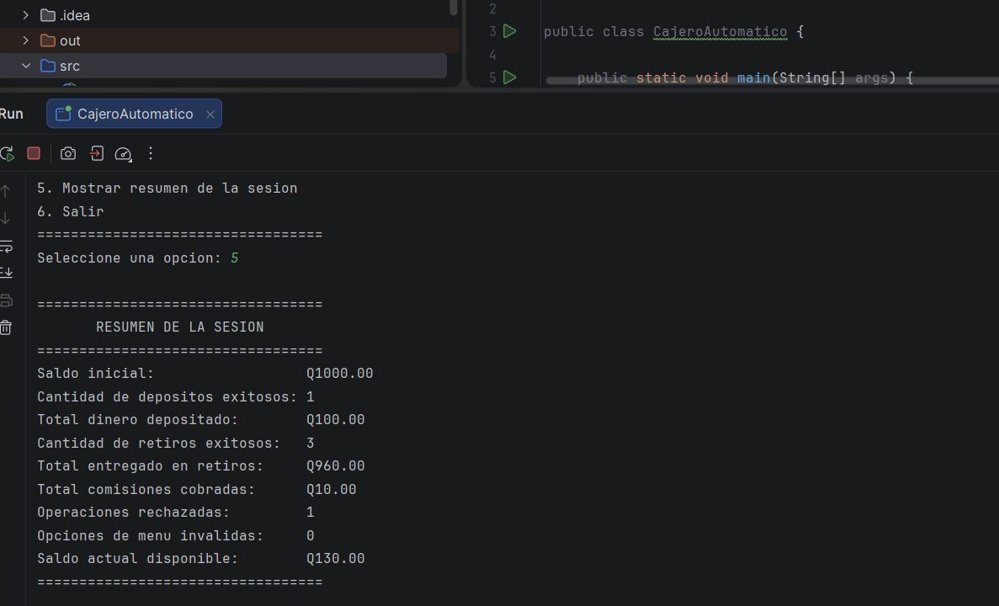 .idea
out
src
2
3 public class CajeroAutomatico {
4
5 public static void main(String[] args) {
Run CajeroAutomatico
5. Mostrar resumen de la sesion
6. Salir
==================================
Seleccione una opcion: 5
==================================
RESUMEN DE LA SESION
==================================
Saldo inicial: Q1000.00
Cantidad de depositos exitosos: 1
Total dinero depositado: Q100.00
Cantidad de retiros exitosos: 3
Total entregado en retiros: Q960.00
Total comisiones cobradas: Q10.00
Operaciones rechazadas: 1
Opciones de menu invalidas: 0
Saldo actual disponible: Q130.00
==================================